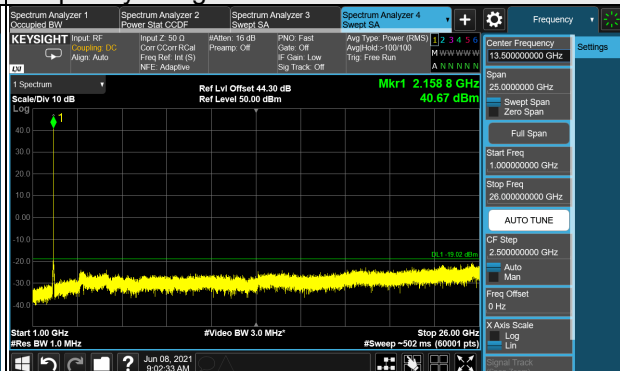 Spectrum Analyzer 1
Occupied BW
Spectrum Analyzer 2
Power Stat CCDF
Spectrum Analyzer 3
Swept SA
Spectrum Analyzer 4
Swept SA
Frequency
KEYSIGHT
Input: RF
Coupling: DC
Align: Auto
Input Z: 50 Ω
Corr CCorr RCal
Freq Ref: Int (S)
NFE: Adaptive
#Atten: 16 dB
Preamp: Off
PNO: Fast
Gate: Off
IF Gain: Low
Sig Track: Off
Avg Type: Power (RMS)
Avg|Hold:>100/100
Trig: Free Run
1 2 3 4 5 6
M W W W W W
A N N N N N
LXI
1 Spectrum
Scale/Div 10 dB
Ref Lvl Offset 44.30 dB
Ref Level 50.00 dBm
Mkr1 2.158 8 GHz
40.67 dBm
Log
1
40.0
30.0
20.0
10.0
0.00
-10.0
-20.0
-30.0
-40.0
DL1 -19.02 dBm
Start 1.00 GHz
#Res BW 1.0 MHz
#Video BW 3.0 MHz*
Stop 26.00 GHz
#Sweep ~502 ms (60001 pts)
Jun 08, 2021
9:02:33 AM
Center Frequency
13.500000000 GHz
Settings
Span
25.0000000 GHz
Swept Span
Zero Span
Full Span
Start Freq
1.000000000 GHz
Stop Freq
26.000000000 GHz
AUTO TUNE
CF Step
2.500000000 GHz
Auto
Man
Freq Offset
0 Hz
X Axis Scale
Log
Lin
Signal Track